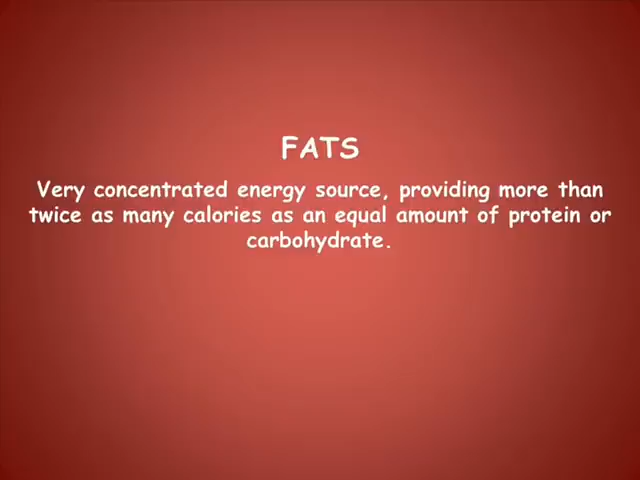 FATS
Very concentrated energy source, providing more than
twice as many calories as an equal amount of protein or
carbohydrate.